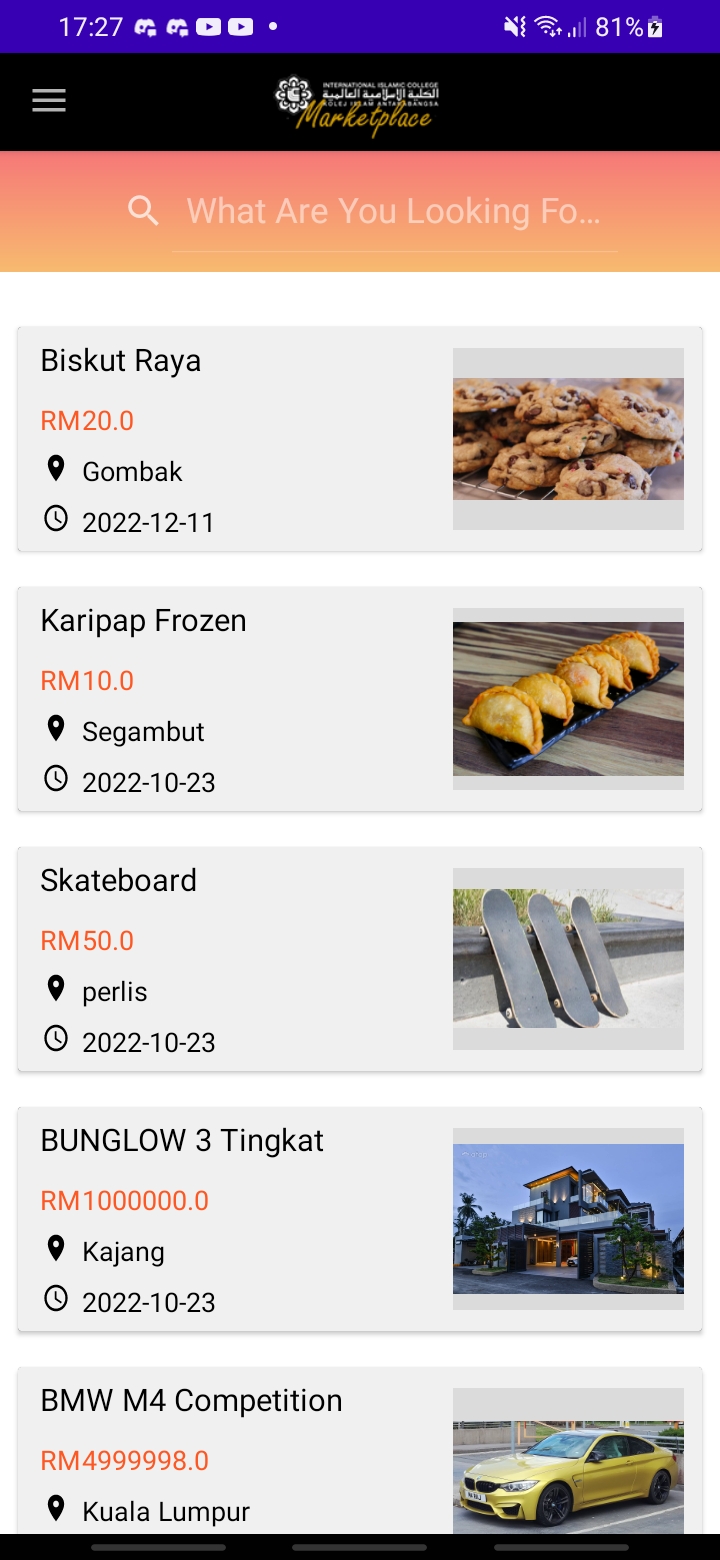 17:27
81%
INTERNATIONAL ISLAMIC COLLEGE
الكلية الإسلامية العالمية
KOLEJ ISLAM ANTARABANGSA
Marketplace
What Are You Looking Fo...
Biskut Raya
RM20.0
Gombak
2022-12-11
Karipap Frozen
RM10.0
Segambut
2022-10-23
Skateboard
RM50.0
perlis
2022-10-23
BUNGLOW 3 Tingkat
RM1000000.0
Kajang
2022-10-23
BMW M4 Competition
RM4999998.0
Kuala Lumpur